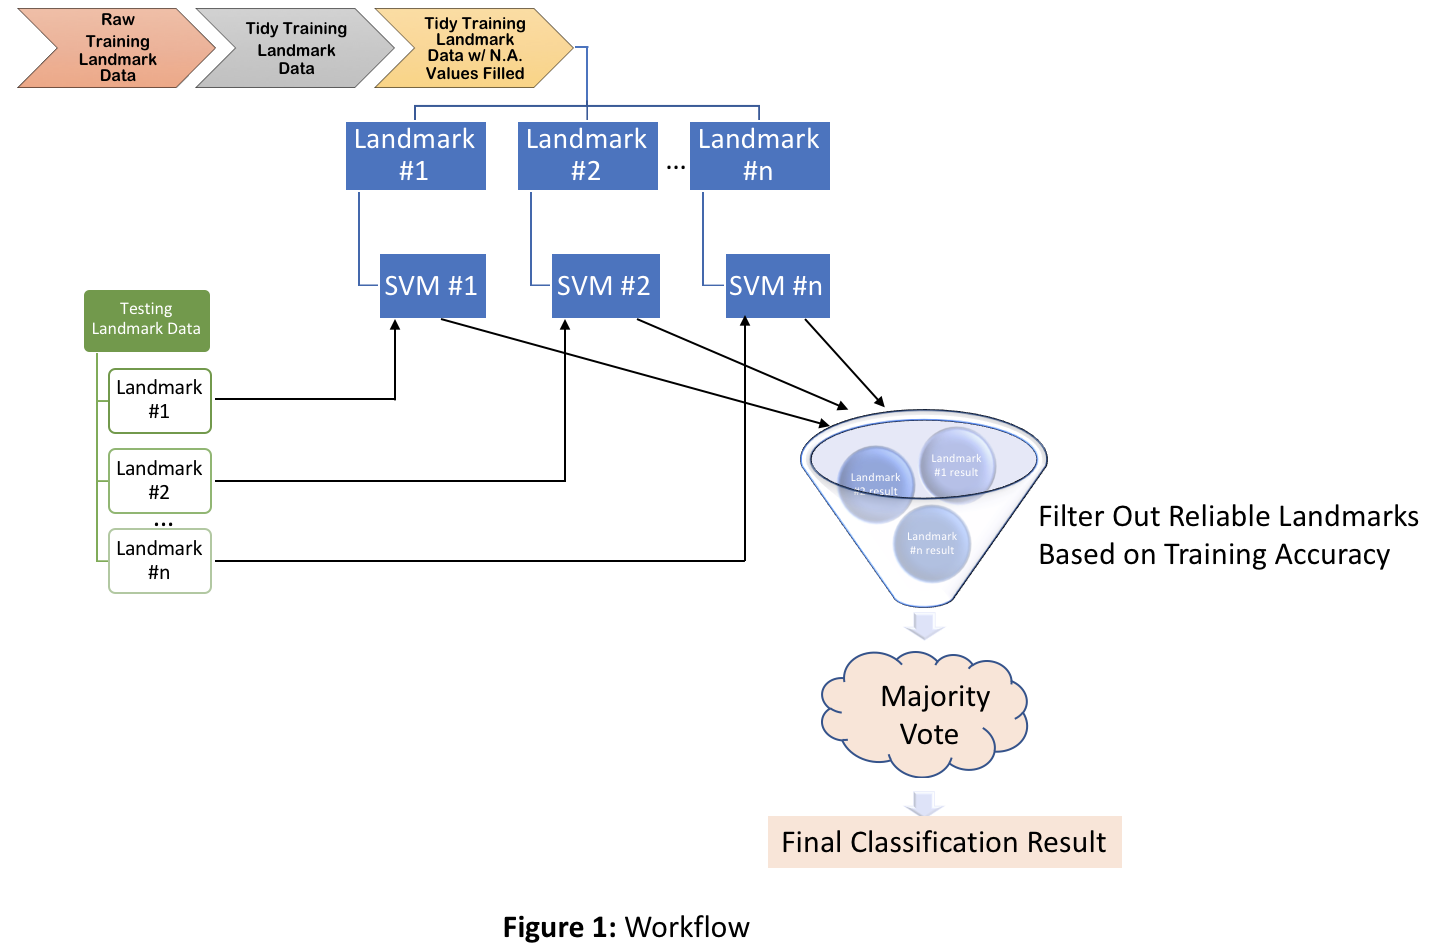 Raw
Training
Landmark
Data
Tidy Training
Landmark
Data
Tidy Training
Landmark
Data w/ N.A.
Values Filled
Landmark
#1
Landmark
#2
...
Landmark
#n
SVM #1
SVM #2
SVM #n
Testing
Landmark Data
Landmark
#1
Landmark
#2
...
Landmark
#n
Landmark
#1 result
Landmark
#2 result
Landmark
#n result
Filter Out Reliable Landmarks
Based on Training Accuracy
Majority
Vote
Final Classification Result
Figure 1: Workflow